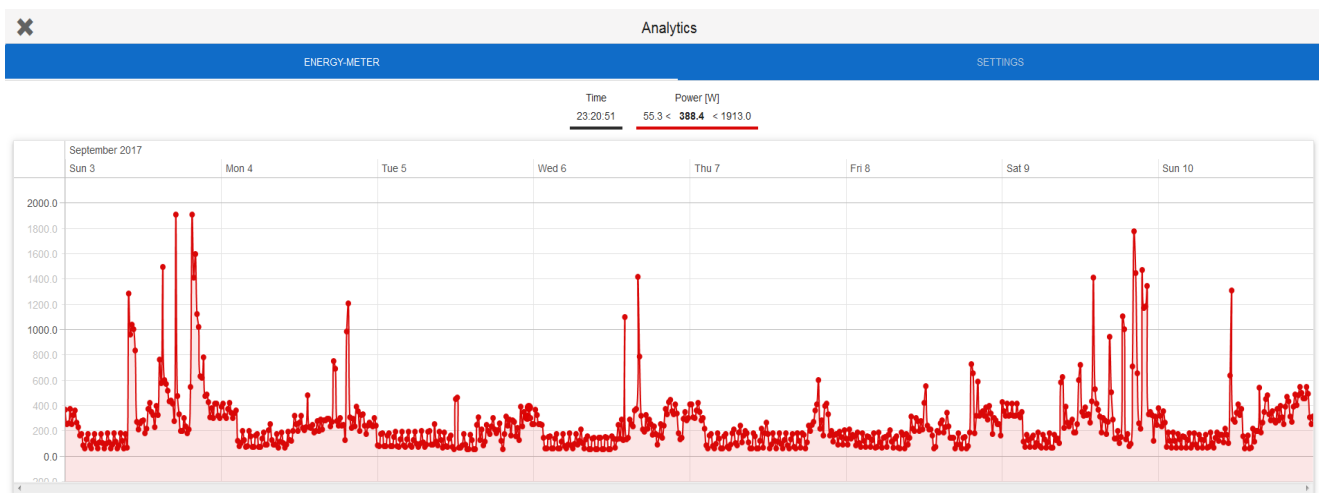 Analytics
ENERGY-METER SETTINGS
Time Power [W]
23:20:51 55.3 < 388.4 < 1913.0
September 2017
Sun 3 Mon 4 Tue 5 Wed 6 Thu 7 Fri 8 Sat 9 Sun 10
2000.0
1800.0
1600.0
1400.0
1200.0
1000.0
800.0
600.0
400.0
200.0
0.0
-200.0